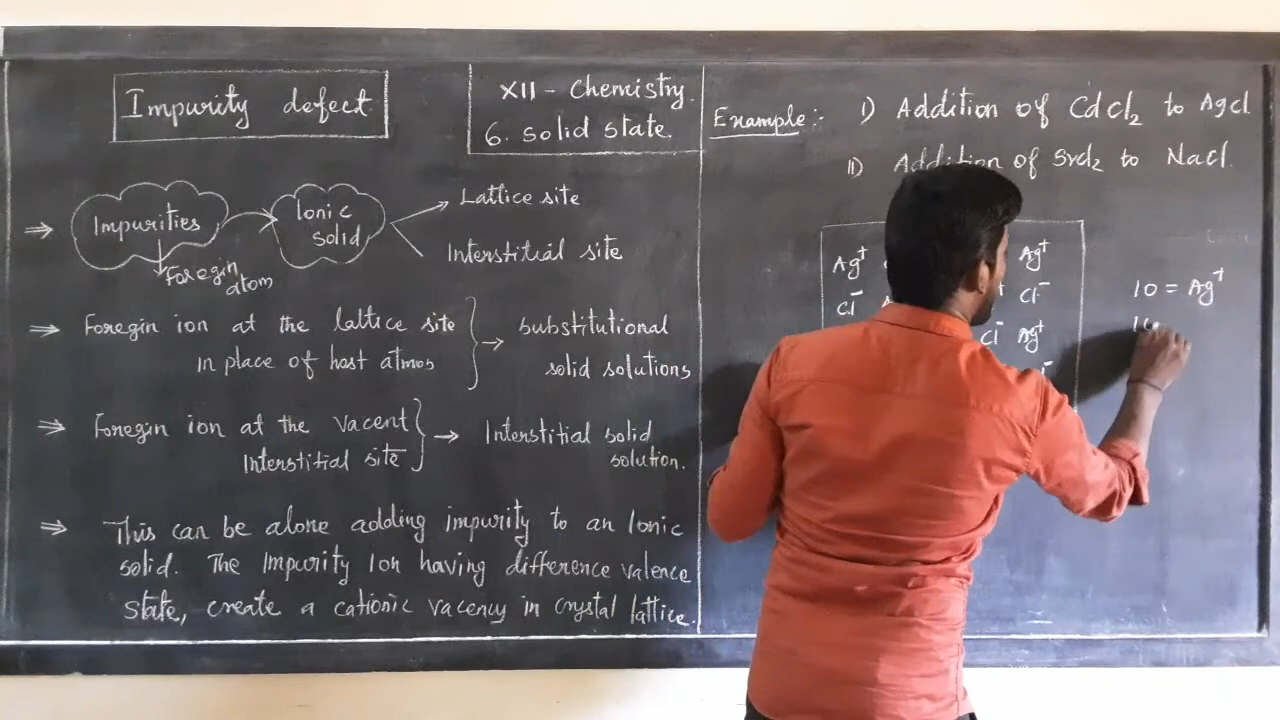 Impurity defect.
XII - Chemistry.
6. Solid state.
⇒ Impurities
Foregin
atom
Ionic
solid
Lattice site
Interstitial site
⇒ Foregin ion at the lattice site
in place of host atmos
→ Substitutional
solid solutions
⇒ Foregin ion at the vacent
Interstitial site
→ Interstitial solid
solution.
⇒ This can be alone adding impurity to an Ionic
solid. The Impurity Ion having difference valence
state, create a cationic vacency in crystal lattice.
Example :- I) Addition of CdCl₂ to AgCl
II) Addition of SrCl₂ to NaCl.
Ag⁺ Ag⁺
Cl⁻ Cl⁻
Cl⁻ Ag⁺
10 = Ag⁺
10